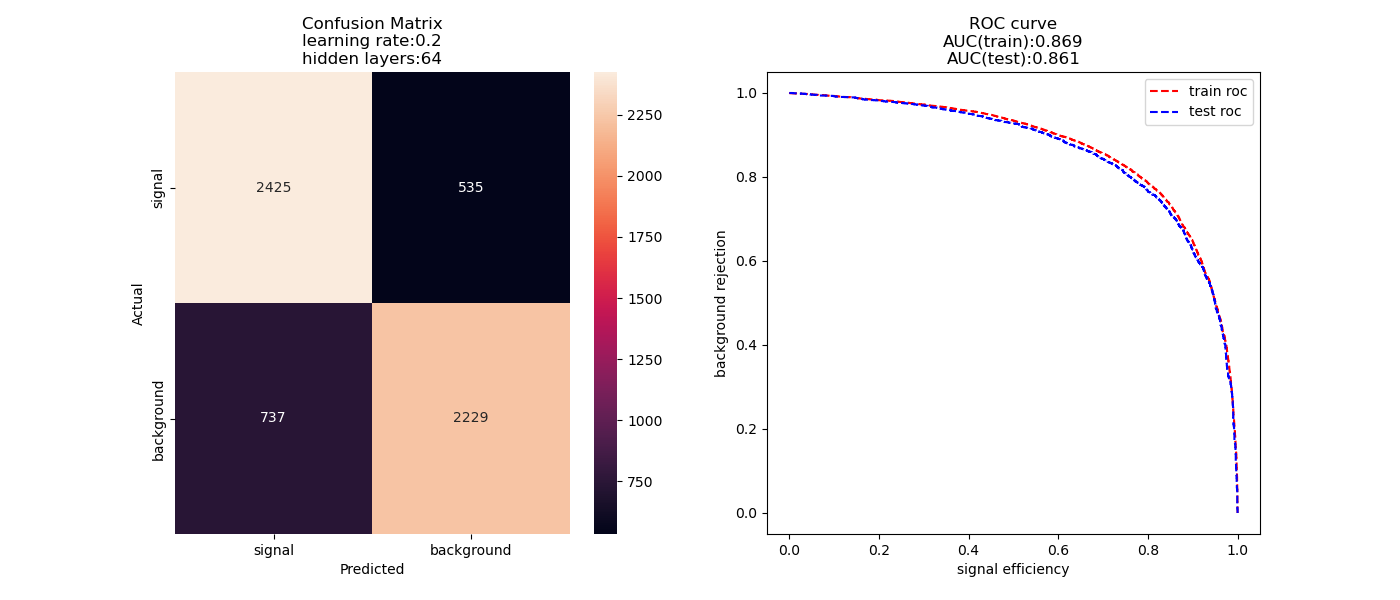 Confusion Matrix
learning rate:0.2
hidden layers:64
signal
background
Actual
2425
535
737
2229
signal
background
Predicted
2250
2000
1750
1500
1250
1000
750
ROC curve
AUC(train):0.869
AUC(test):0.861
train roc
test roc
background rejection
1.0
0.8
0.6
0.4
0.2
0.0
0.0
0.2
0.4
0.6
0.8
1.0
signal efficiency